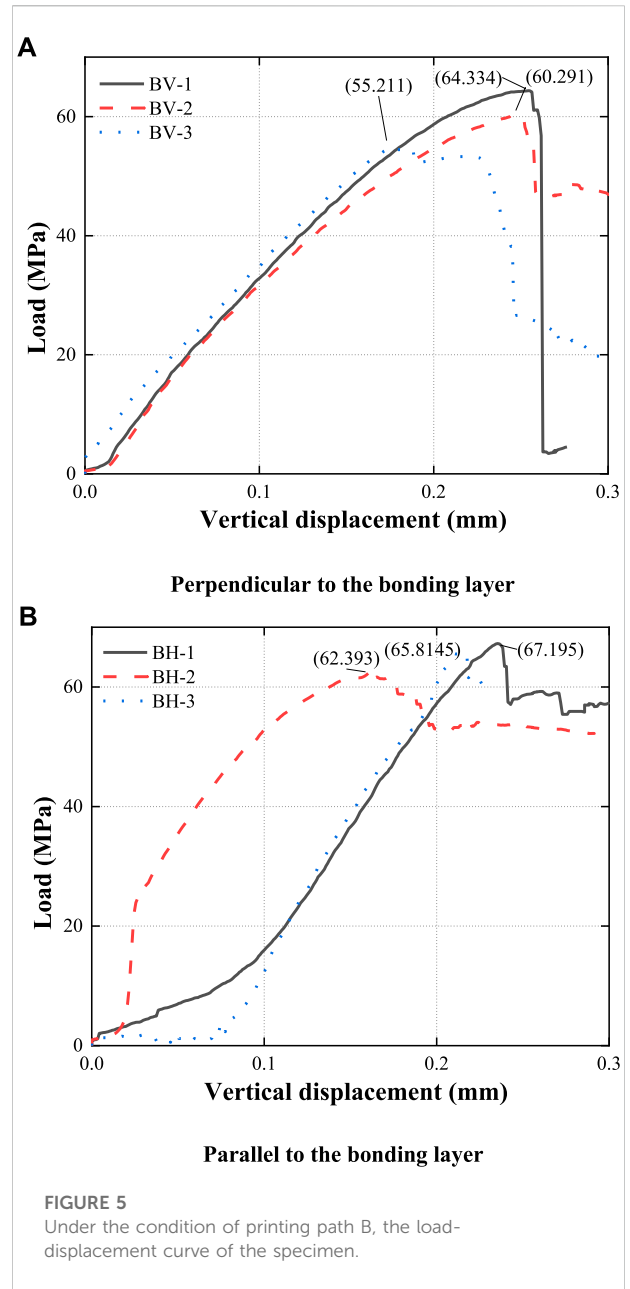 A
(55.211)
(64.334)
(60.291)
BV-1
BV-2
BV-3
60
40
20
0
Load (MPa)
0.0
0.1
0.2
0.3
Vertical displacement (mm)
Perpendicular to the bonding layer
B
(62.393)
(65.8145)
(67.195)
BH-1
BH-2
BH-3
60
40
20
0
Load (MPa)
0.0
0.1
0.2
0.3
Vertical displacement (mm)
Parallel to the bonding layer
FIGURE 5
Under the condition of printing path B, the load-
displacement curve of the specimen.